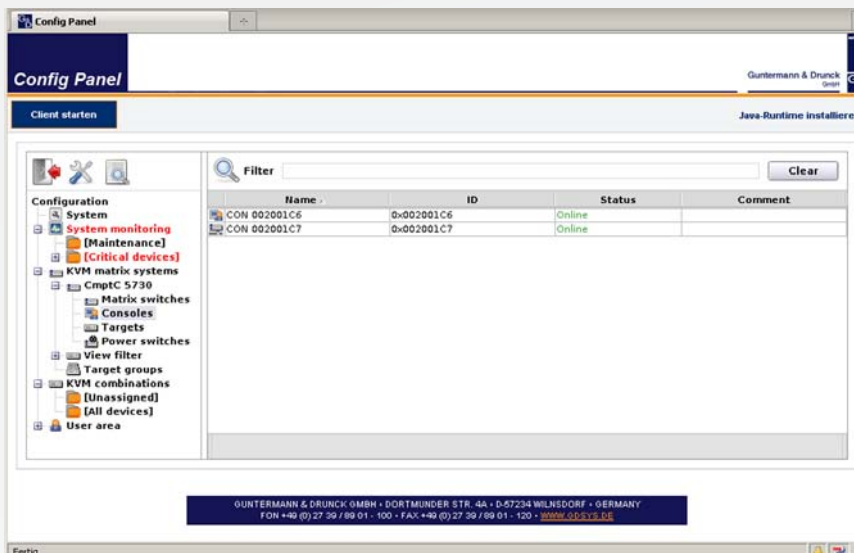 Config Panel
Config Panel
Guntermann & Drunck
GmbH
Client starten
Java-Runtime installiere
Filter
Clear
Configuration
System
System monitoring
[Maintenance]
[Critical devices]
KVM matrix systems
CmptC 5730
Matrix switches
Consoles
Targets
Power switches
View filter
Target groups
KVM combinations
[Unassigned]
[All devices]
User area
Name ID Status Comment
CON 002001C6 0x002001C6 Online
CON 002001C7 0x002001C7 Online
GUNTERMANN & DRUNCK GMBH • DORTMUNDER STR. 4A • D-57234 WILNSDORF • GERMANY
FON +49 (0) 27 39 / 89 01 - 100 • FAX +49 (0) 27 39 / 89 01 - 120 • WWW.GDSYS.DE
Fertig